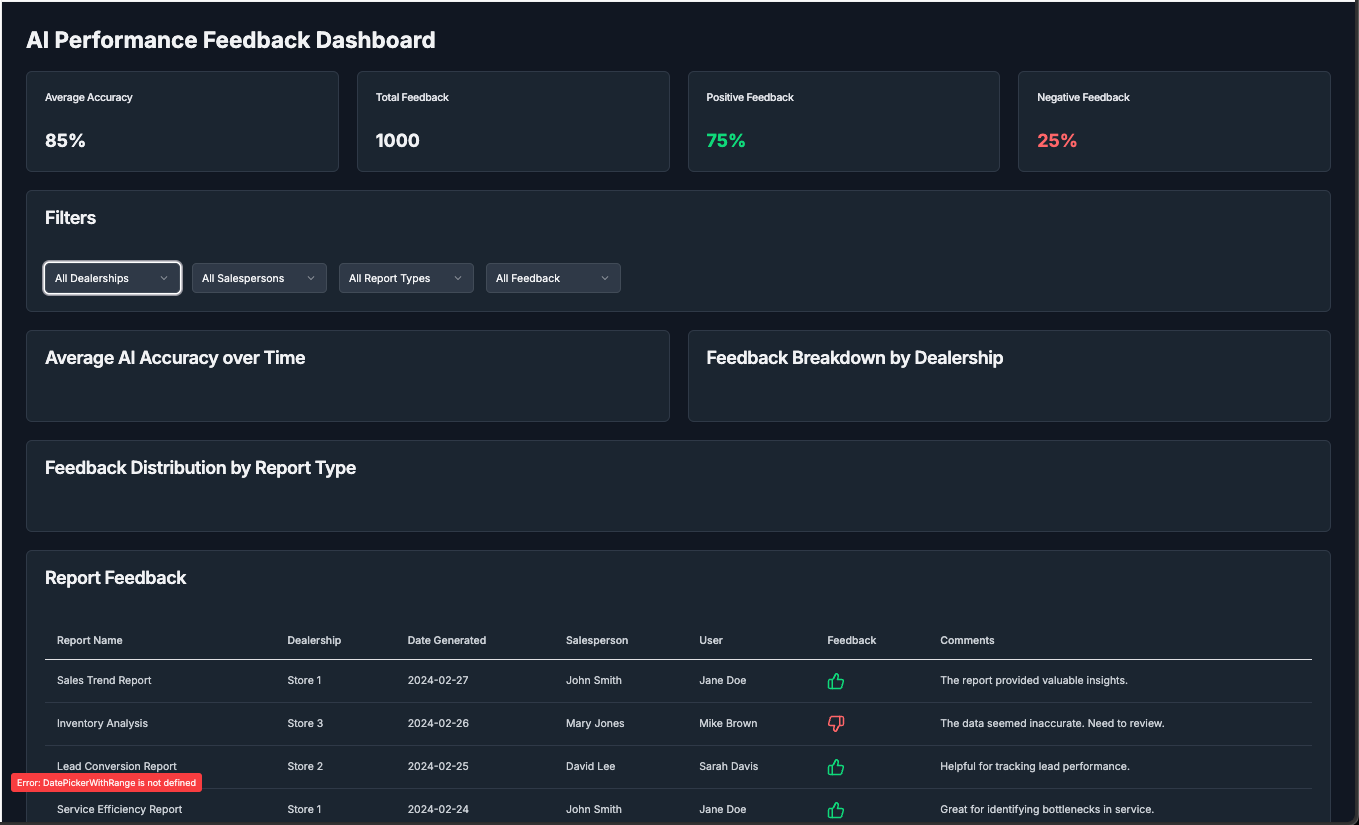 AI Performance Feedback Dashboard
Average Accuracy
85%
Total Feedback
1000
Positive Feedback
75%
Negative Feedback
25%
Filters
All Dealerships
All Salespersons
All Report Types
All Feedback
Average AI Accuracy over Time
Feedback Breakdown by Dealership
Feedback Distribution by Report Type
Report Feedback
Report Name Dealership Date Generated Salesperson User Feedback Comments
Sales Trend Report Store 1 2024-02-27 John Smith Jane Doe The report provided valuable insights.
Inventory Analysis Store 3 2024-02-26 Mary Jones Mike Brown The data seemed inaccurate. Need to review.
Lead Conversion Report Store 2 2024-02-25 David Lee Sarah Davis Helpful for tracking lead performance.
Error: DatePickerWithRange is not defined
Service Efficiency Report Store 1 2024-02-24 John Smith Jane Doe Great for identifying bottlenecks in service.